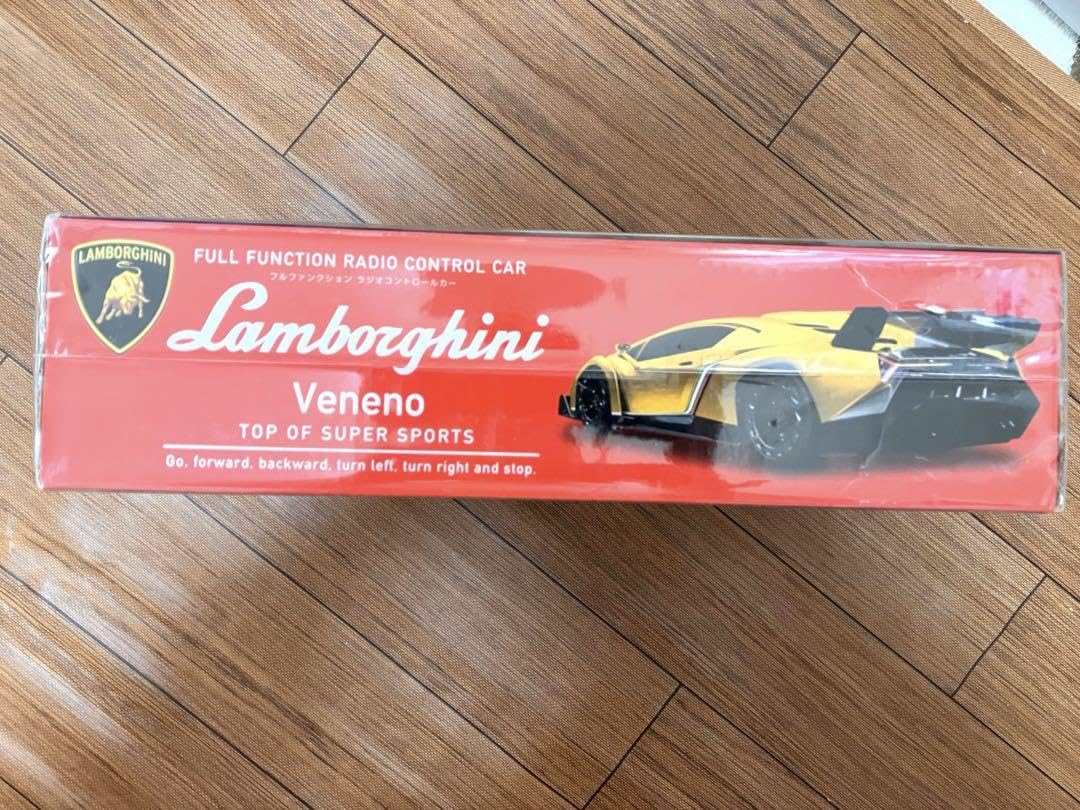 LAMBORGHINI
FULL FUNCTION RADIO CONTROL CAR
フルファンクション ラジオコントロールカー
Lamborghini
Veneno
TOP OF SUPER SPORTS
Go, forward, backward, turn left, turn right and stop.